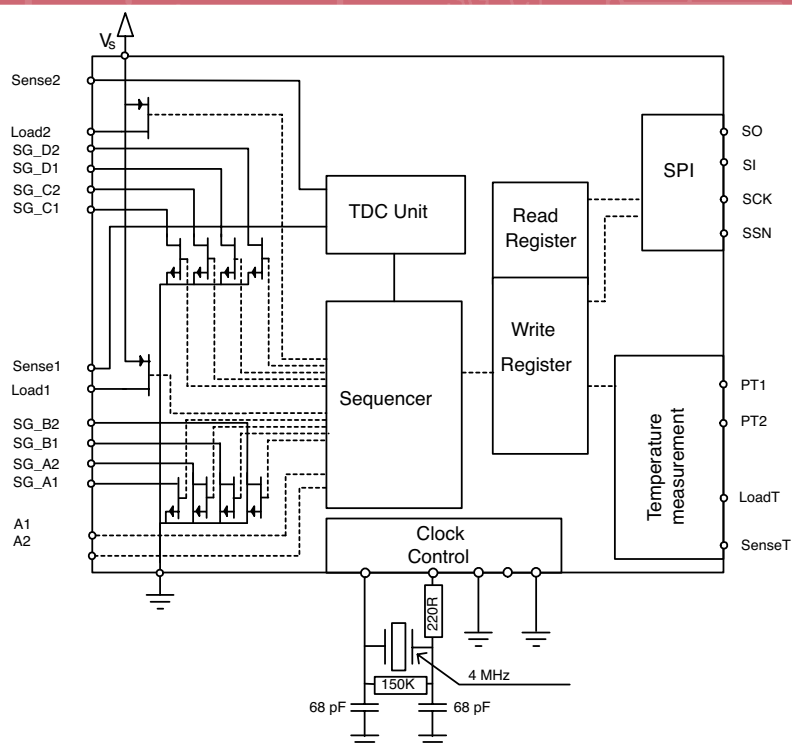 Vs
Sense2
Load2
SG_D2
SG_D1
SG_C2
SG_C1
Sense1
Load1
SG_B2
SG_B1
SG_A2
SG_A1
A1
A2
TDC Unit
Sequencer
Read
Register
Write
Register
SPI
SO
SI
SCK
SSN
Temperature
measurement
PT1
PT2
LoadT
SenseT
Clock
Control
220R
4 MHz
150K
68 pF
68 pF